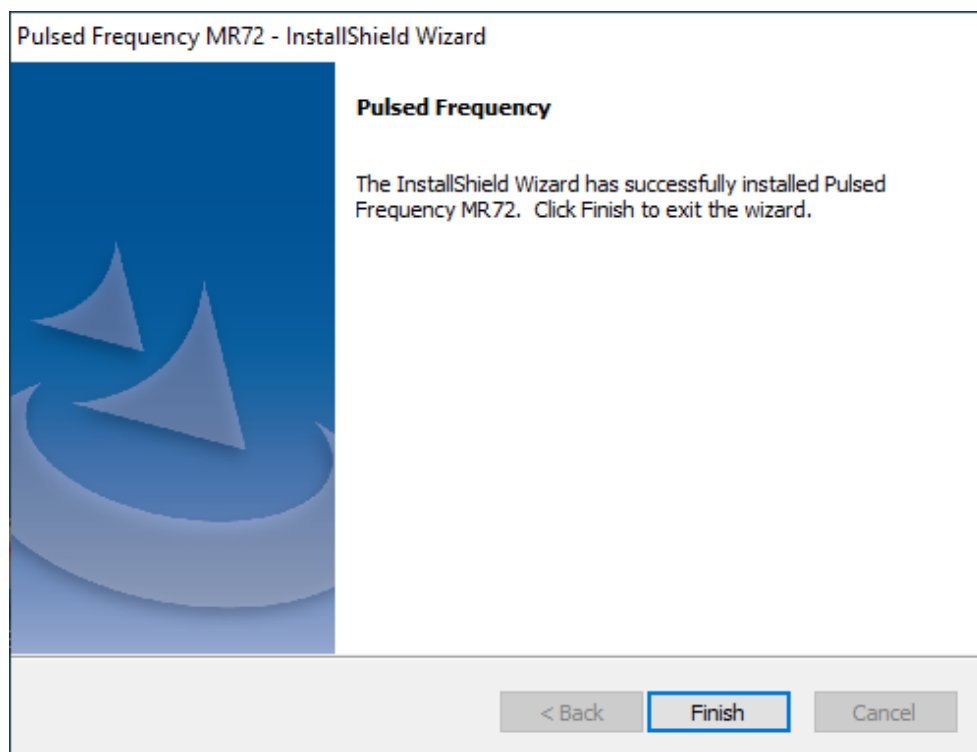 Pulsed Frequency MR72 - InstallShield Wizard
Pulsed Frequency
The InstallShield Wizard has successfully installed Pulsed
Frequency MR72.  Click Finish to exit the wizard.
< Back
Finish
Cancel